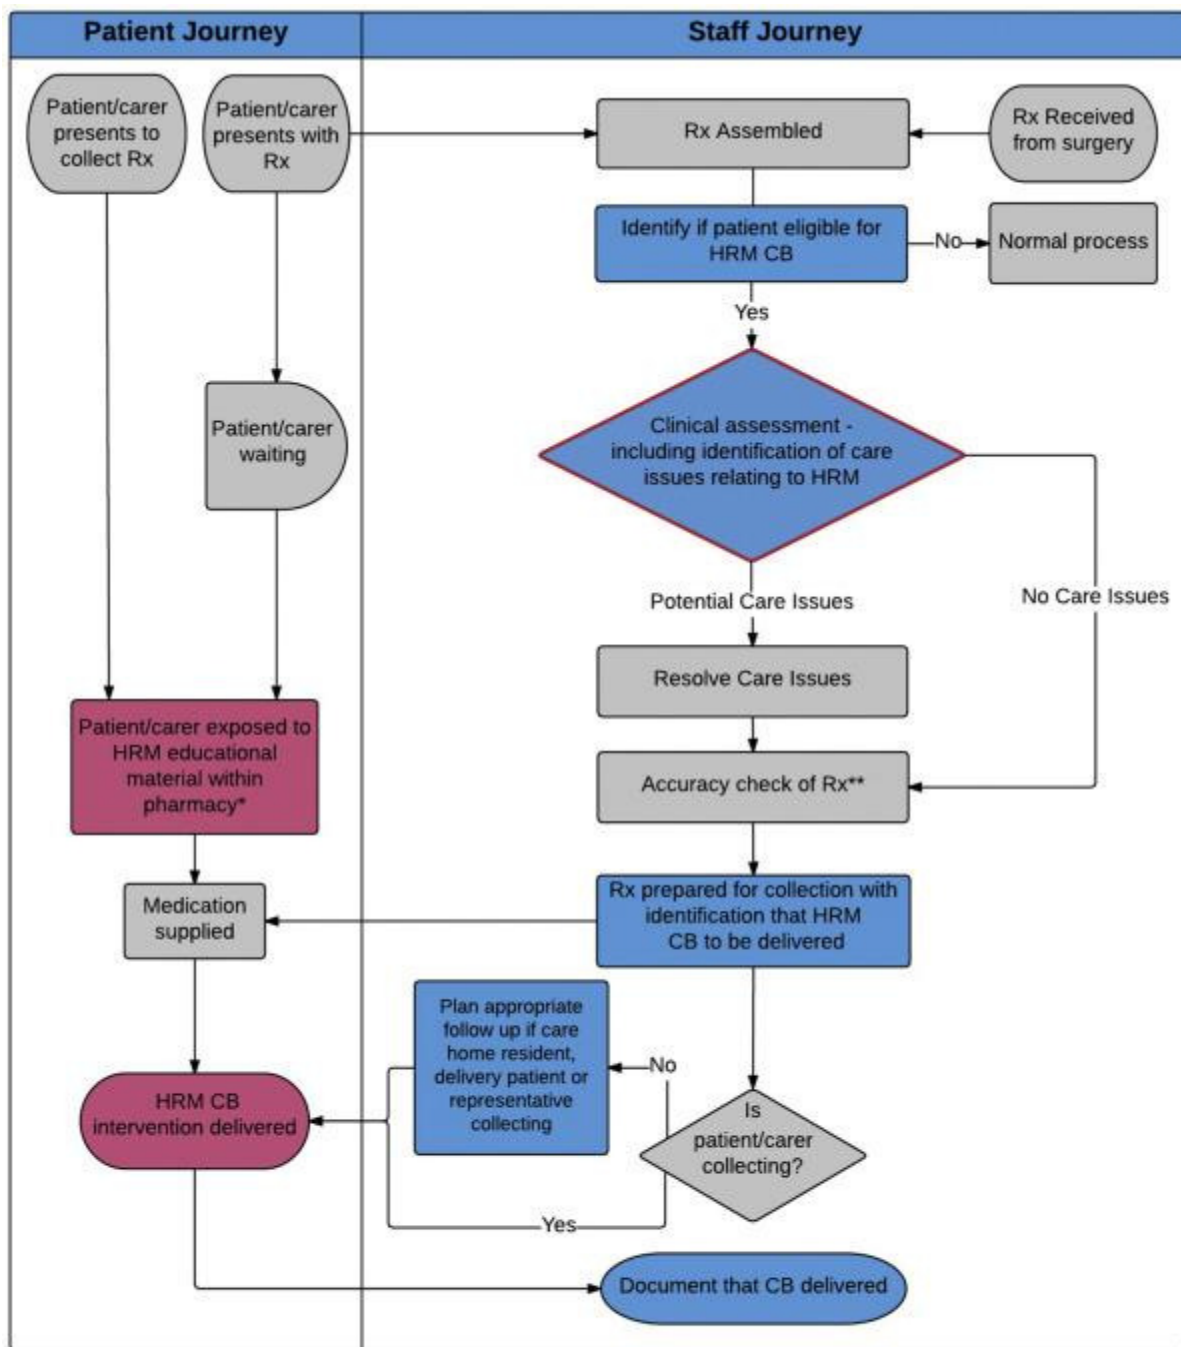 Patient Journey
Staff Journey
Patient/carer
presents to
collect Rx
Patient/carer
presents with
Rx
Rx Assembled
Rx Received
from surgery
Identify if patient eligible for
HRM CB
No
Normal process
Yes
Patient/carer
waiting
Clinical assessment -
including identification of care
issues relating to HRM
Potential Care Issues
No Care Issues
Resolve Care Issues
Patient/carer exposed to
HRM educational
material within
pharmacy*
Accuracy check of Rx**
Medication
supplied
Rx prepared for collection with
identification that HRM
CB to be delivered
Plan appropriate
follow up if care
home resident,
delivery patient or
representative
collecting
No
HRM CB
intervention delivered
Is
patient/carer
collecting?
Yes
Document that CB delivered